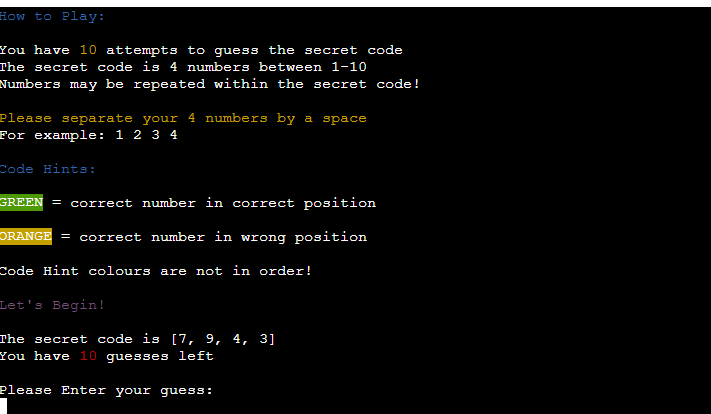 How to Play:
You have 10 attempts to guess the secret code
The secret code is 4 numbers between 1-10
Numbers may be repeated within the secret code!
Please separate your 4 numbers by a space
For example: 1 2 3 4
Code Hints:
GREEN = correct number in correct position
ORANGE = correct number in wrong position
Code Hint colours are not in order!
Let's Begin!
The secret code is [7, 9, 4, 3]
You have 10 guesses left
Please Enter your guess: